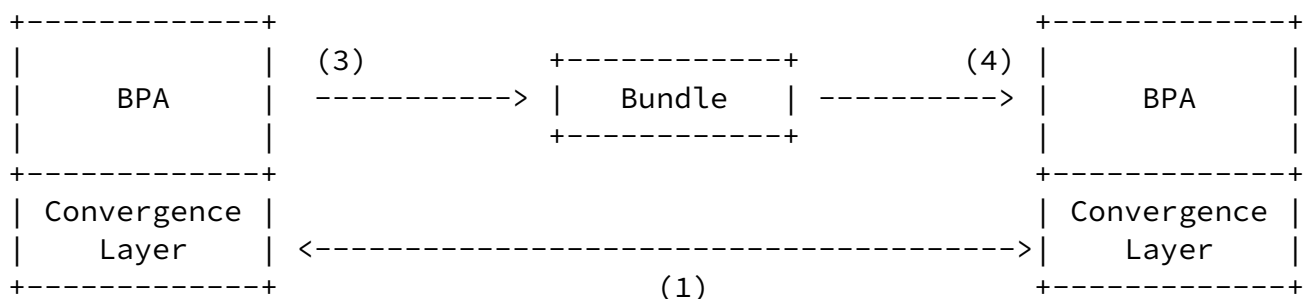 +-------------+                                          +-------------+
|             |  (3)          +------------+         (4) |             |
|     BPA     |  -----------> |   Bundle   | ----------> |     BPA     |
|             |               +------------+             |             |
+-------------+                                          +-------------+
| Convergence |                                          | Convergence |
|    Layer    | <--------------------------------------->|    Layer    |
+-------------+                     (1)                  +-------------+